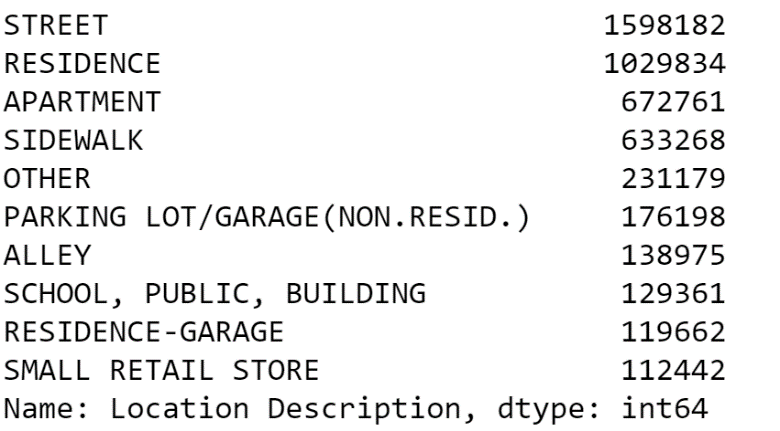 STREET 1598182
RESIDENCE 1029834
APARTMENT 672761
SIDEWALK 633268
OTHER 231179
PARKING LOT/GARAGE(NON.RESID.) 176198
ALLEY 138975
SCHOOL, PUBLIC, BUILDING 129361
RESIDENCE-GARAGE 119662
SMALL RETAIL STORE 112442
Name: Location Description, dtype: int64